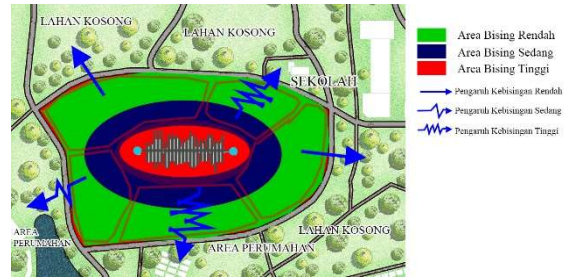 LAHAN KOSONG
LAHAN KOSONG
SEKOLAH
AREA
PERUMAHAN
AREA PERUMAHAN
LAHAN KOSONG
Area Bising Rendah
Area Bising Sedang
Area Bising Tinggi
Pengaruh Kebisingan Rendah
Pengaruh Kebisingan Sedang
Pengaruh Kebisingan Tinggi